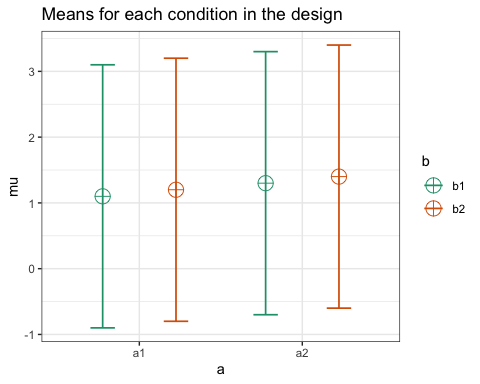 Means for each condition in the design
mu
3
2
1
0
-1
a1
a2
a
b
b1
b2